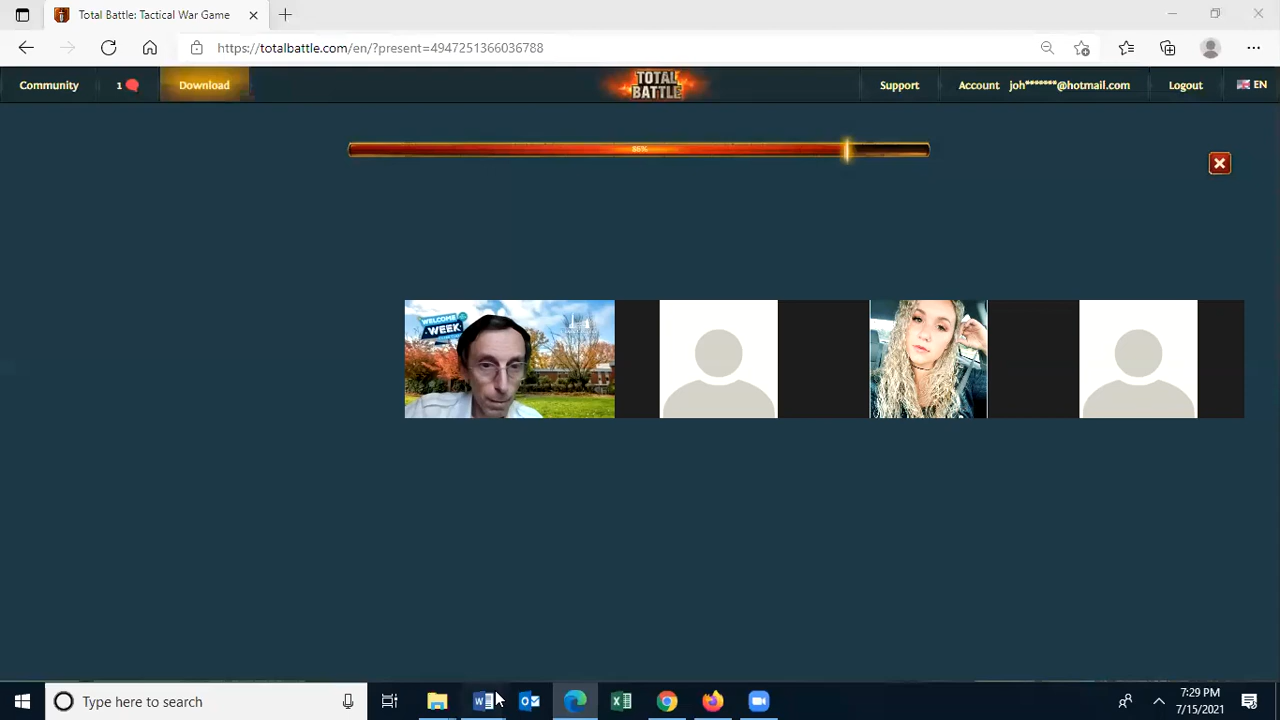 Total Battle: Tactical War Game
https://totalbattle.com/en/?present=4947251366036788
Community
1
Download
TOTAL
BATTLE
Support
Account joh*******@hotmail.com
Logout
EN
WELCOME
WEEK
Type here to search
7:29 PM
7/15/2021